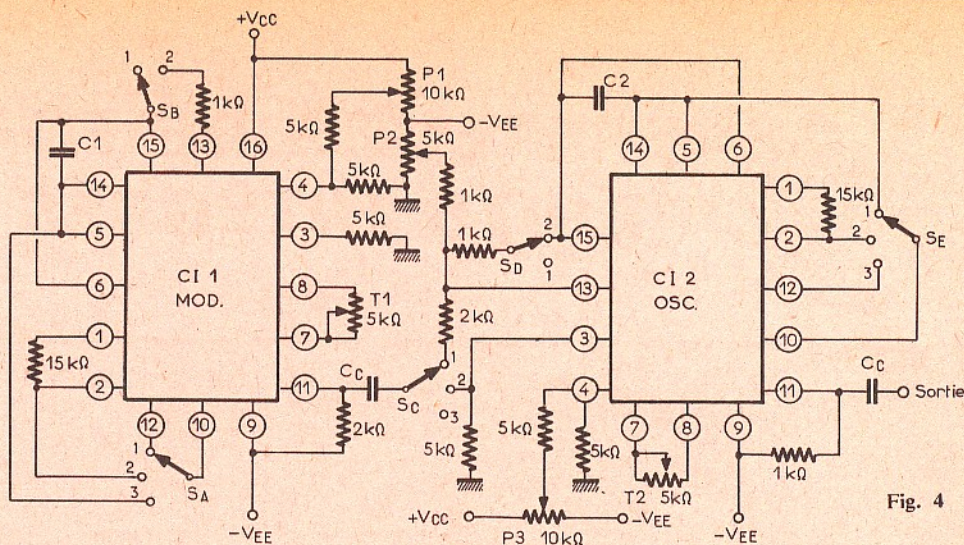 +VCC
1 2
SB
1kΩ
C1
15 13 16
14
5
6
1
2
15kΩ
CI 1
MOD.
4
3
8
7
11
12 10 9
1
2
3
SA
-VEE
P1
10kΩ
-VEE
5kΩ
P2
5kΩ
5kΩ
5kΩ
1kΩ
1kΩ
SD
2
1
T1
5kΩ
2kΩ
CC
SC
1
2
3
2kΩ
5kΩ
C2
14 5 6
15
13
3
4
CI 2
OSC.
1
2
12
10
11
7 8 9
15kΩ
1
2
3
SE
CC
Sortie
5kΩ
5kΩ
T2 5kΩ
1kΩ
+VCC
P3 10kΩ
-VEE
-VEE
Fig. 4